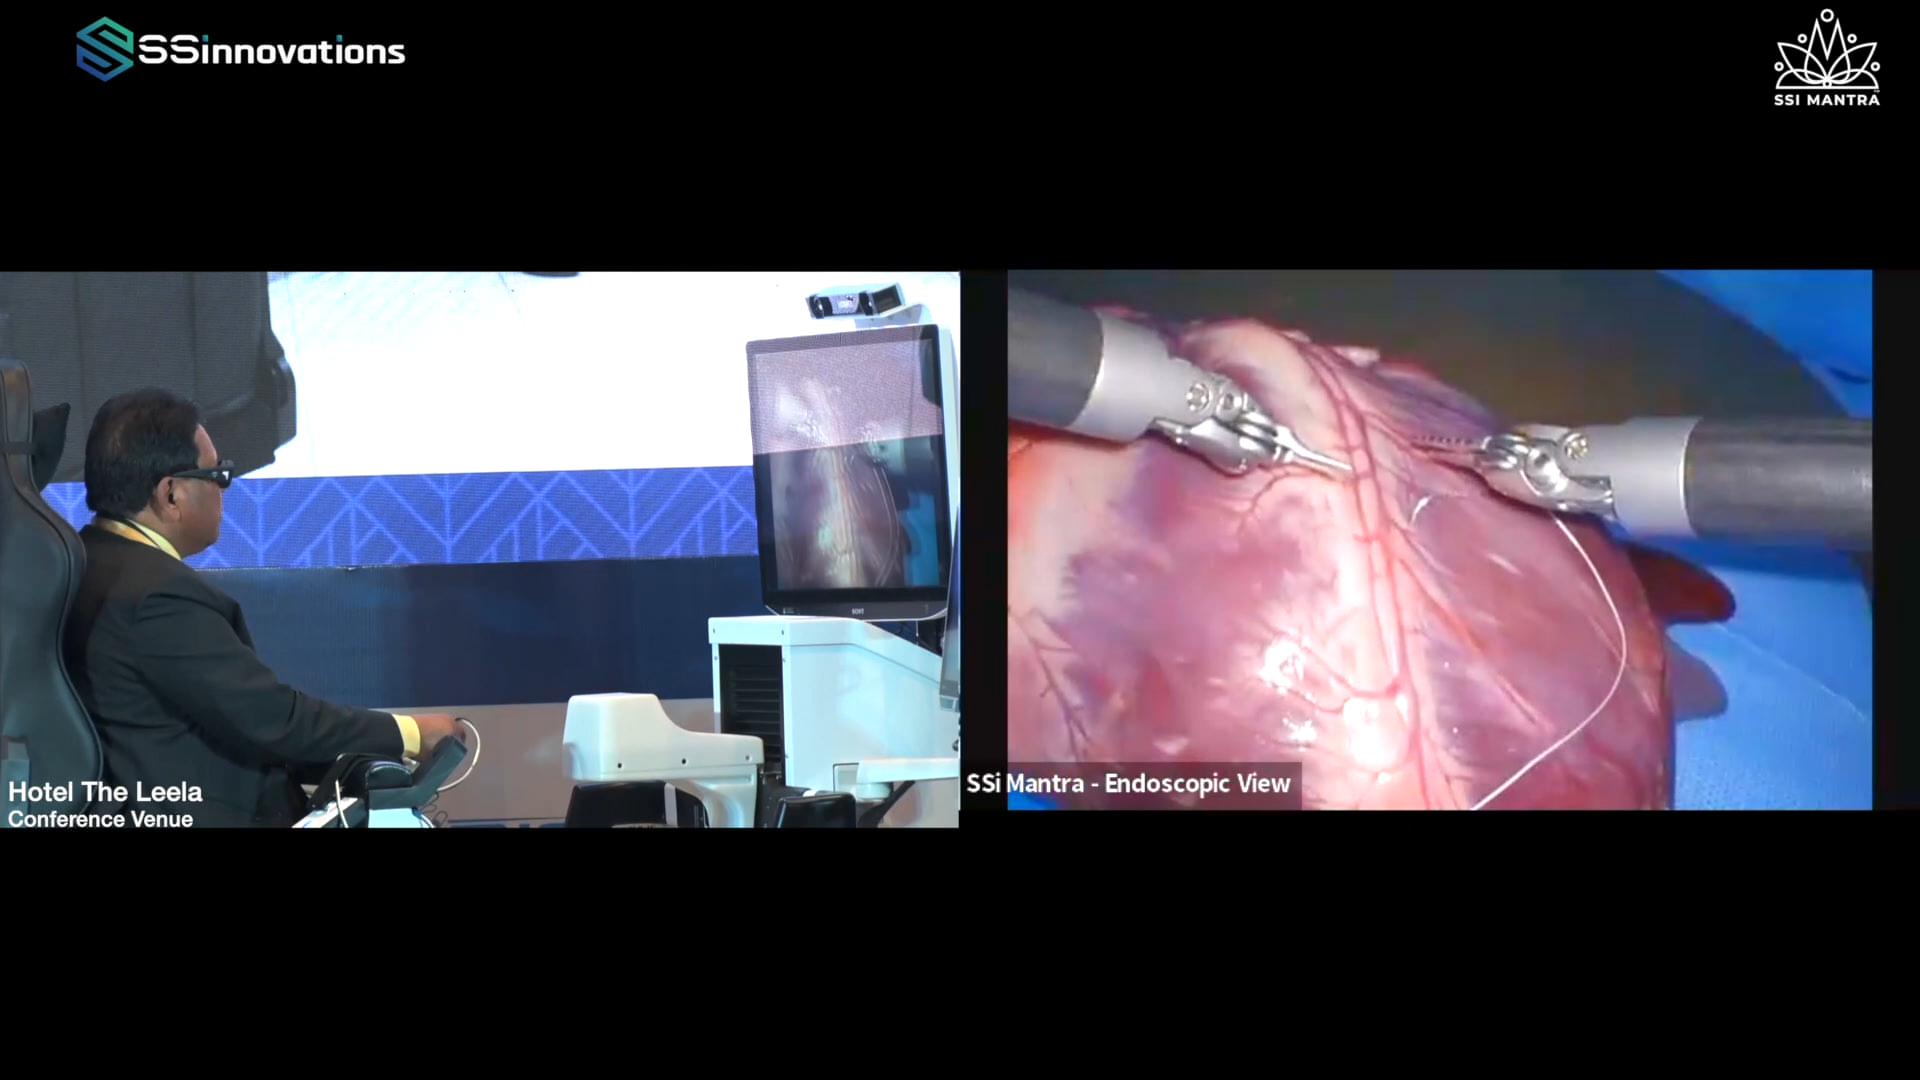 SSinnovations
SSI MANTRA
Hotel The Leela
Conference Venue
SSi Mantra - Endoscopic View